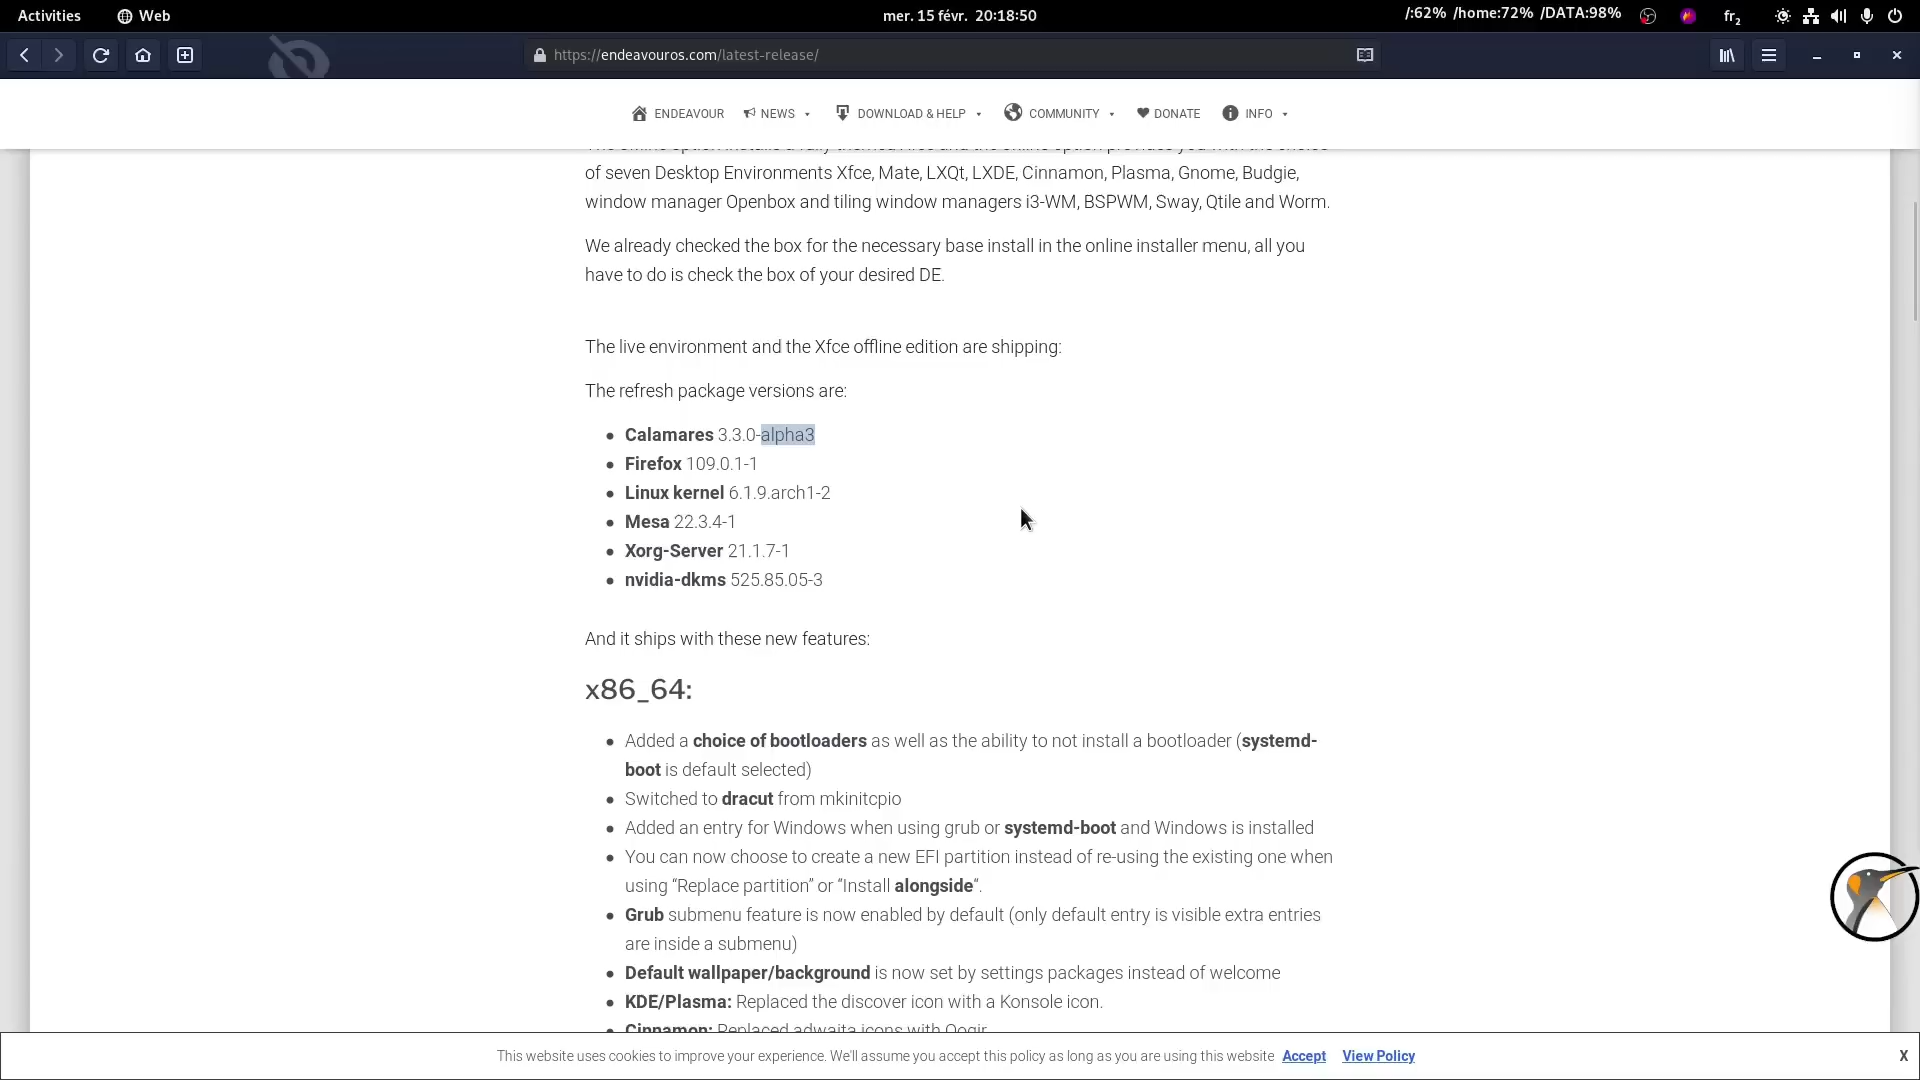 Activities
Web
mer. 15 févr.  20:18:50
/:62% /home:72% /DATA:98%
fr2
https://endeavouros.com/latest-release/
ENDEAVOUR
NEWS
DOWNLOAD & HELP
COMMUNITY
DONATE
INFO
of seven Desktop Environments Xfce, Mate, LXQt, LXDE, Cinnamon, Plasma, Gnome, Budgie,
window manager Openbox and tiling window managers i3-WM, BSPWM, Sway, Qtile and Worm.
We already checked the box for the necessary base install in the online installer menu, all you
have to do is check the box of your desired DE.
The live environment and the Xfce offline edition are shipping:
The refresh package versions are:
Calamares 3.3.0-alpha3
Firefox 109.0.1-1
Linux kernel 6.1.9.arch1-2
Mesa 22.3.4-1
Xorg-Server 21.1.7-1
nvidia-dkms 525.85.05-3
And it ships with these new features:
x86_64:
Added a choice of bootloaders as well as the ability to not install a bootloader (systemd-
boot is default selected)
Switched to dracut from mkinitcpio
Added an entry for Windows when using grub or systemd-boot and Windows is installed
You can now choose to create a new EFI partition instead of re-using the existing one when
using “Replace partition” or “Install alongside“.
Grub submenu feature is now enabled by default (only default entry is visible extra entries
are inside a submenu)
Default wallpaper/background is now set by settings packages instead of welcome
KDE/Plasma: Replaced the discover icon with a Konsole icon.
Cinnamon: Replaced adwaita icons with Qogir
This website uses cookies to improve your experience. We'll assume you accept this policy as long as you are using this website Accept View Policy
X